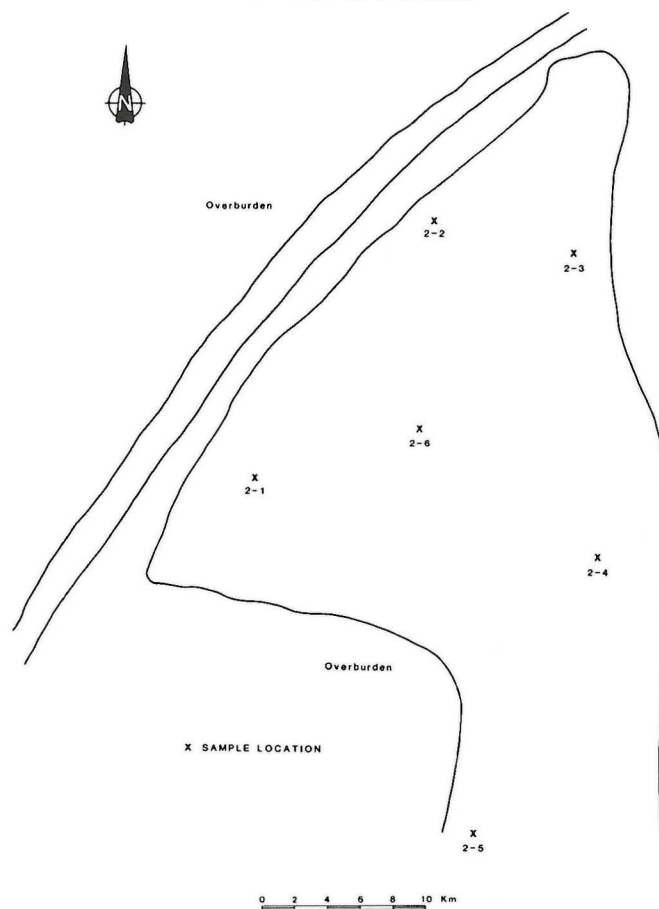 N
Overburden
X
2-2
X
2-3
X
2-6
X
2-1
X
2-4
Overburden
X SAMPLE LOCATION
X
2-5
0 2 4 6 8 10 Km